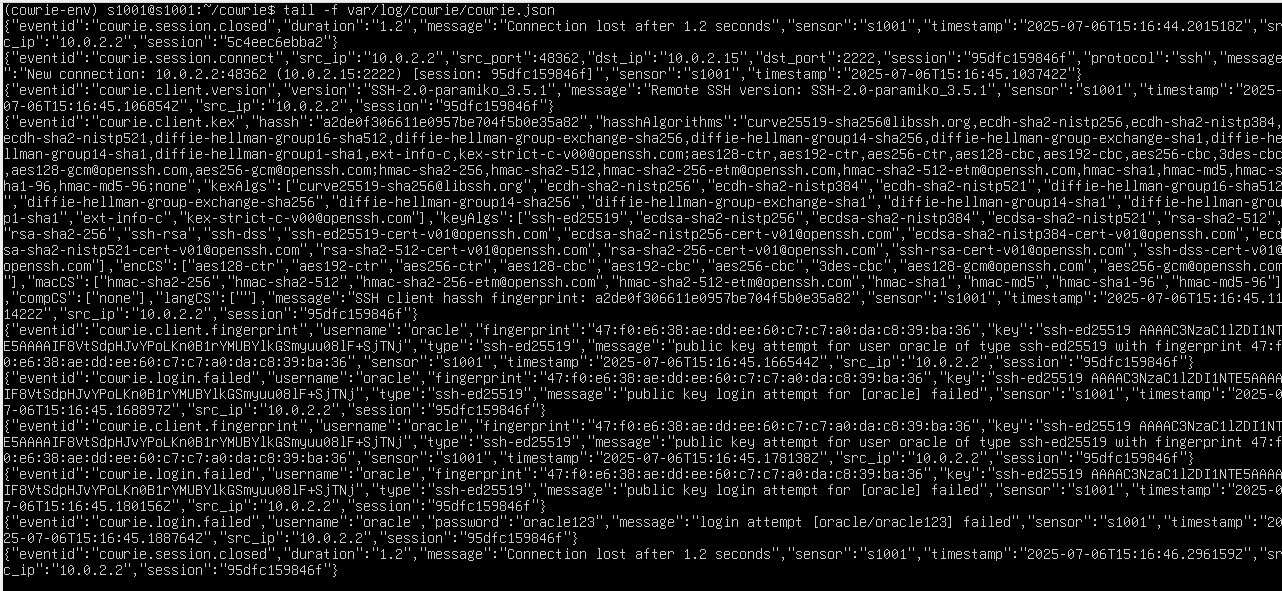 (cowrie-env) s1001@s1001:~/cowrie$ tail -f var/log/cowrie/cowrie.json
{"eventid":"cowrie.session.closed","duration":"1.2","message":"Connection lost after 1.2 seconds","sensor":"s1001","timestamp":"2025-07-06T15:16:44.201518Z","sr
c_ip":"10.0.2.2","session":"5c4eec6ebba2"}
{"eventid":"cowrie.session.connect","src_ip":"10.0.2.2","src_port":48362,"dst_ip":"10.0.2.15","dst_port":2222,"session":"95dfc159846f","protocol":"ssh","message
":"New connection: 10.0.2.2:48362 (10.0.2.15:2222) [session: 95dfc159846f]","sensor":"s1001","timestamp":"2025-07-06T15:16:45.103742Z"}
{"eventid":"cowrie.client.version","version":"SSH-2.0-paramiko_3.5.1","message":"Remote SSH version: SSH-2.0-paramiko_3.5.1","sensor":"s1001","timestamp":"2025-
07-06T15:16:45.106854Z","src_ip":"10.0.2.2","session":"95dfc159846f"}
{"eventid":"cowrie.client.kex","hassh":"a2de0f306611e0957be704f5b0e35a82","hasshAlgorithms":"curve25519-sha256@libssh.org,ecdh-sha2-nistp256,ecdh-sha2-nistp384,
ecdh-sha2-nistp521,diffie-hellman-group16-sha512,diffie-hellman-group-exchange-sha256,diffie-hellman-group14-sha256,diffie-hellman-group-exchange-sha1,diffie-he
llman-group14-sha1,diffie-hellman-group1-sha1,ext-info-c,kex-strict-c-v00@openssh.com;aes128-ctr,aes192-ctr,aes256-ctr,aes128-cbc,aes192-cbc,aes256-cbc,3des-cbc
,aes128-gcm@openssh.com,aes256-gcm@openssh.com;hmac-sha2-256,hmac-sha2-512,hmac-sha2-256-etm@openssh.com,hmac-sha2-512-etm@openssh.com,hmac-sha1,hmac-md5,hmac-s
ha1-96,hmac-md5-96;none","kexAlgs":["curve25519-sha256@libssh.org","ecdh-sha2-nistp256","ecdh-sha2-nistp384","ecdh-sha2-nistp521","diffie-hellman-group16-sha512
","diffie-hellman-group-exchange-sha256","diffie-hellman-group14-sha256","diffie-hellman-group-exchange-sha1","diffie-hellman-group14-sha1","diffie-hellman-grou
p1-sha1","ext-info-c","kex-strict-c-v00@openssh.com"],"keyAlgs":["ssh-ed25519","ecdsa-sha2-nistp256","ecdsa-sha2-nistp384","ecdsa-sha2-nistp521","rsa-sha2-512",
"rsa-sha2-256","ssh-rsa","ssh-dss","ssh-ed25519-cert-v01@openssh.com","ecdsa-sha2-nistp256-cert-v01@openssh.com","ecdsa-sha2-nistp384-cert-v01@openssh.com","ecd
sa-sha2-nistp521-cert-v01@openssh.com","rsa-sha2-512-cert-v01@openssh.com","rsa-sha2-256-cert-v01@openssh.com","ssh-rsa-cert-v01@openssh.com","ssh-dss-cert-v01@
openssh.com"],"encCS":["aes128-ctr","aes192-ctr","aes256-ctr","aes128-cbc","aes192-cbc","aes256-cbc","3des-cbc","aes128-gcm@openssh.com","aes256-gcm@openssh.com"
],"macCS":["hmac-sha2-256","hmac-sha2-512","hmac-sha2-256-etm@openssh.com","hmac-sha2-512-etm@openssh.com","hmac-sha1","hmac-md5","hmac-sha1-96","hmac-md5-96"]
,"compCS":["none"],"langCS":[""],"message":"SSH client hassh fingerprint: a2de0f306611e0957be704f5b0e35a82","sensor":"s1001","timestamp":"2025-07-06T15:16:45.11
1422Z","src_ip":"10.0.2.2","session":"95dfc159846f"}
{"eventid":"cowrie.client.fingerprint","username":"oracle","fingerprint":"47:f0:e6:38:ae:dd:ee:60:c7:c7:a0:da:c8:39:ba:36","key":"ssh-ed25519 AAAAC3NzaC1lZDI1NT
E5AAAAIF8VtSdpHJvYPoLKn0B1rYMUBYlkGSmyuu08lF+SjTNj","type":"ssh-ed25519","message":"public key attempt for user oracle of type ssh-ed25519 with fingerprint 47:f
0:e6:38:ae:dd:ee:60:c7:c7:a0:da:c8:39:ba:36","sensor":"s1001","timestamp":"2025-07-06T15:16:45.166544Z","src_ip":"10.0.2.2","session":"95dfc159846f"}
{"eventid":"cowrie.login.failed","username":"oracle","fingerprint":"47:f0:e6:38:ae:dd:ee:60:c7:c7:a0:da:c8:39:ba:36","key":"ssh-ed25519 AAAAC3NzaC1lZDI1NTE5AAAA
IF8VtSdpHJvYPoLKn0B1rYMUBYlkGSmyuu08lF+SjTNj","type":"ssh-ed25519","message":"public key login attempt for [oracle] failed","sensor":"s1001","timestamp":"2025-0
7-06T15:16:45.168897Z","src_ip":"10.0.2.2","session":"95dfc159846f"}
{"eventid":"cowrie.client.fingerprint","username":"oracle","fingerprint":"47:f0:e6:38:ae:dd:ee:60:c7:c7:a0:da:c8:39:ba:36","key":"ssh-ed25519 AAAAC3NzaC1lZDI1NT
E5AAAAIF8VtSdpHJvYPoLKn0B1rYMUBYlkGSmyuu08lF+SjTNj","type":"ssh-ed25519","message":"public key attempt for user oracle of type ssh-ed25519 with fingerprint 47:f
0:e6:38:ae:dd:ee:60:c7:c7:a0:da:c8:39:ba:36","sensor":"s1001","timestamp":"2025-07-06T15:16:45.178138Z","src_ip":"10.0.2.2","session":"95dfc159846f"}
{"eventid":"cowrie.login.failed","username":"oracle","fingerprint":"47:f0:e6:38:ae:dd:ee:60:c7:c7:a0:da:c8:39:ba:36","key":"ssh-ed25519 AAAAC3NzaC1lZDI1NTE5AAAA
IF8VtSdpHJvYPoLKn0B1rYMUBYlkGSmyuu08lF+SjTNj","type":"ssh-ed25519","message":"public key login attempt for [oracle] failed","sensor":"s1001","timestamp":"2025-0
7-06T15:16:45.180156Z","src_ip":"10.0.2.2","session":"95dfc159846f"}
{"eventid":"cowrie.login.failed","username":"oracle","password":"oracle123","message":"login attempt [oracle/oracle123] failed","sensor":"s1001","timestamp":"20
25-07-06T15:16:45.188764Z","src_ip":"10.0.2.2","session":"95dfc159846f"}
{"eventid":"cowrie.session.closed","duration":"1.2","message":"Connection lost after 1.2 seconds","sensor":"s1001","timestamp":"2025-07-06T15:16:46.296159Z","sr
c_ip":"10.0.2.2","session":"95dfc159846f"}